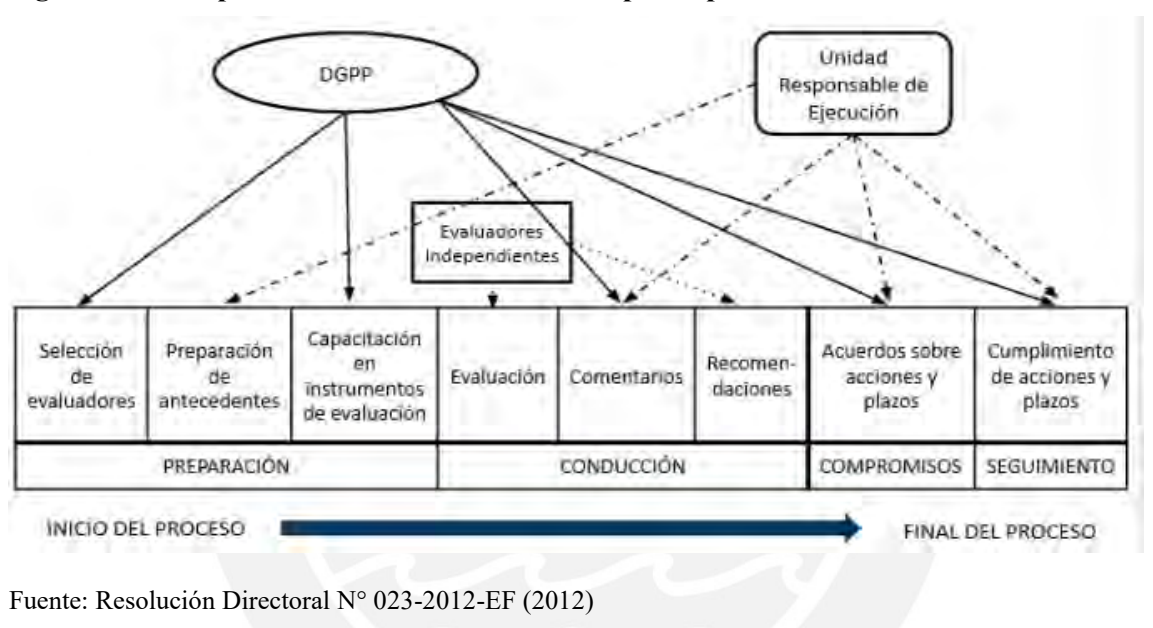 DGPP
Unidad
Responsable de
Ejecución
Evaluadores
Independientes
Selección
de
evaluadores
Preparación
de
antecedentes
Capacitación
en
instrumentos
de evaluación
Evaluación
Comentarios
Recomen-
daciones
Acuerdos sobre
acciones y
plazos
Cumplimiento
de acciones y
plazos
PREPARACIÓN
CONDUCCIÓN
COMPROMISOS
SEGUIMIENTO
INICIO DEL PROCESO
FINAL DEL PROCESO
Fuente: Resolución Directoral N° 023-2012-EF (2012)